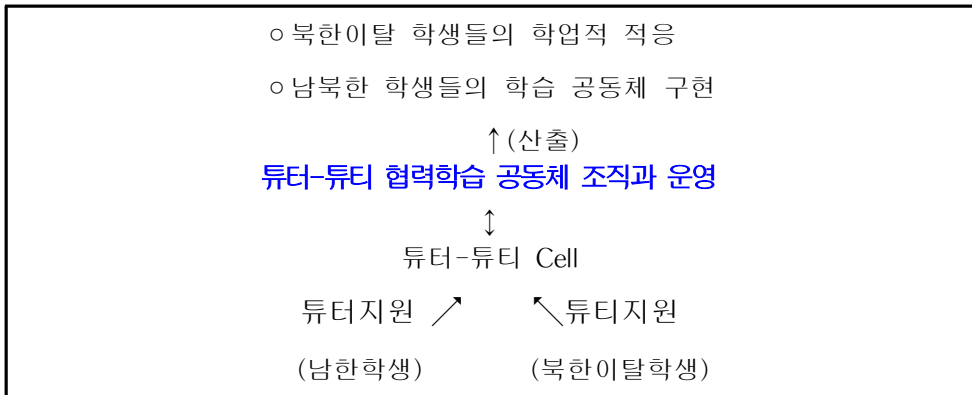 ○북한이탈 학생들의 학업적 적응
○남북한 학생들의 학습 공동체 구현
↑(산출)
튜터-튜티 협력학습 공동체 조직과 운영
↕
튜터-튜티 Cell
튜터지원 ↗ ↖튜티지원
(남한학생) (북한이탈학생)